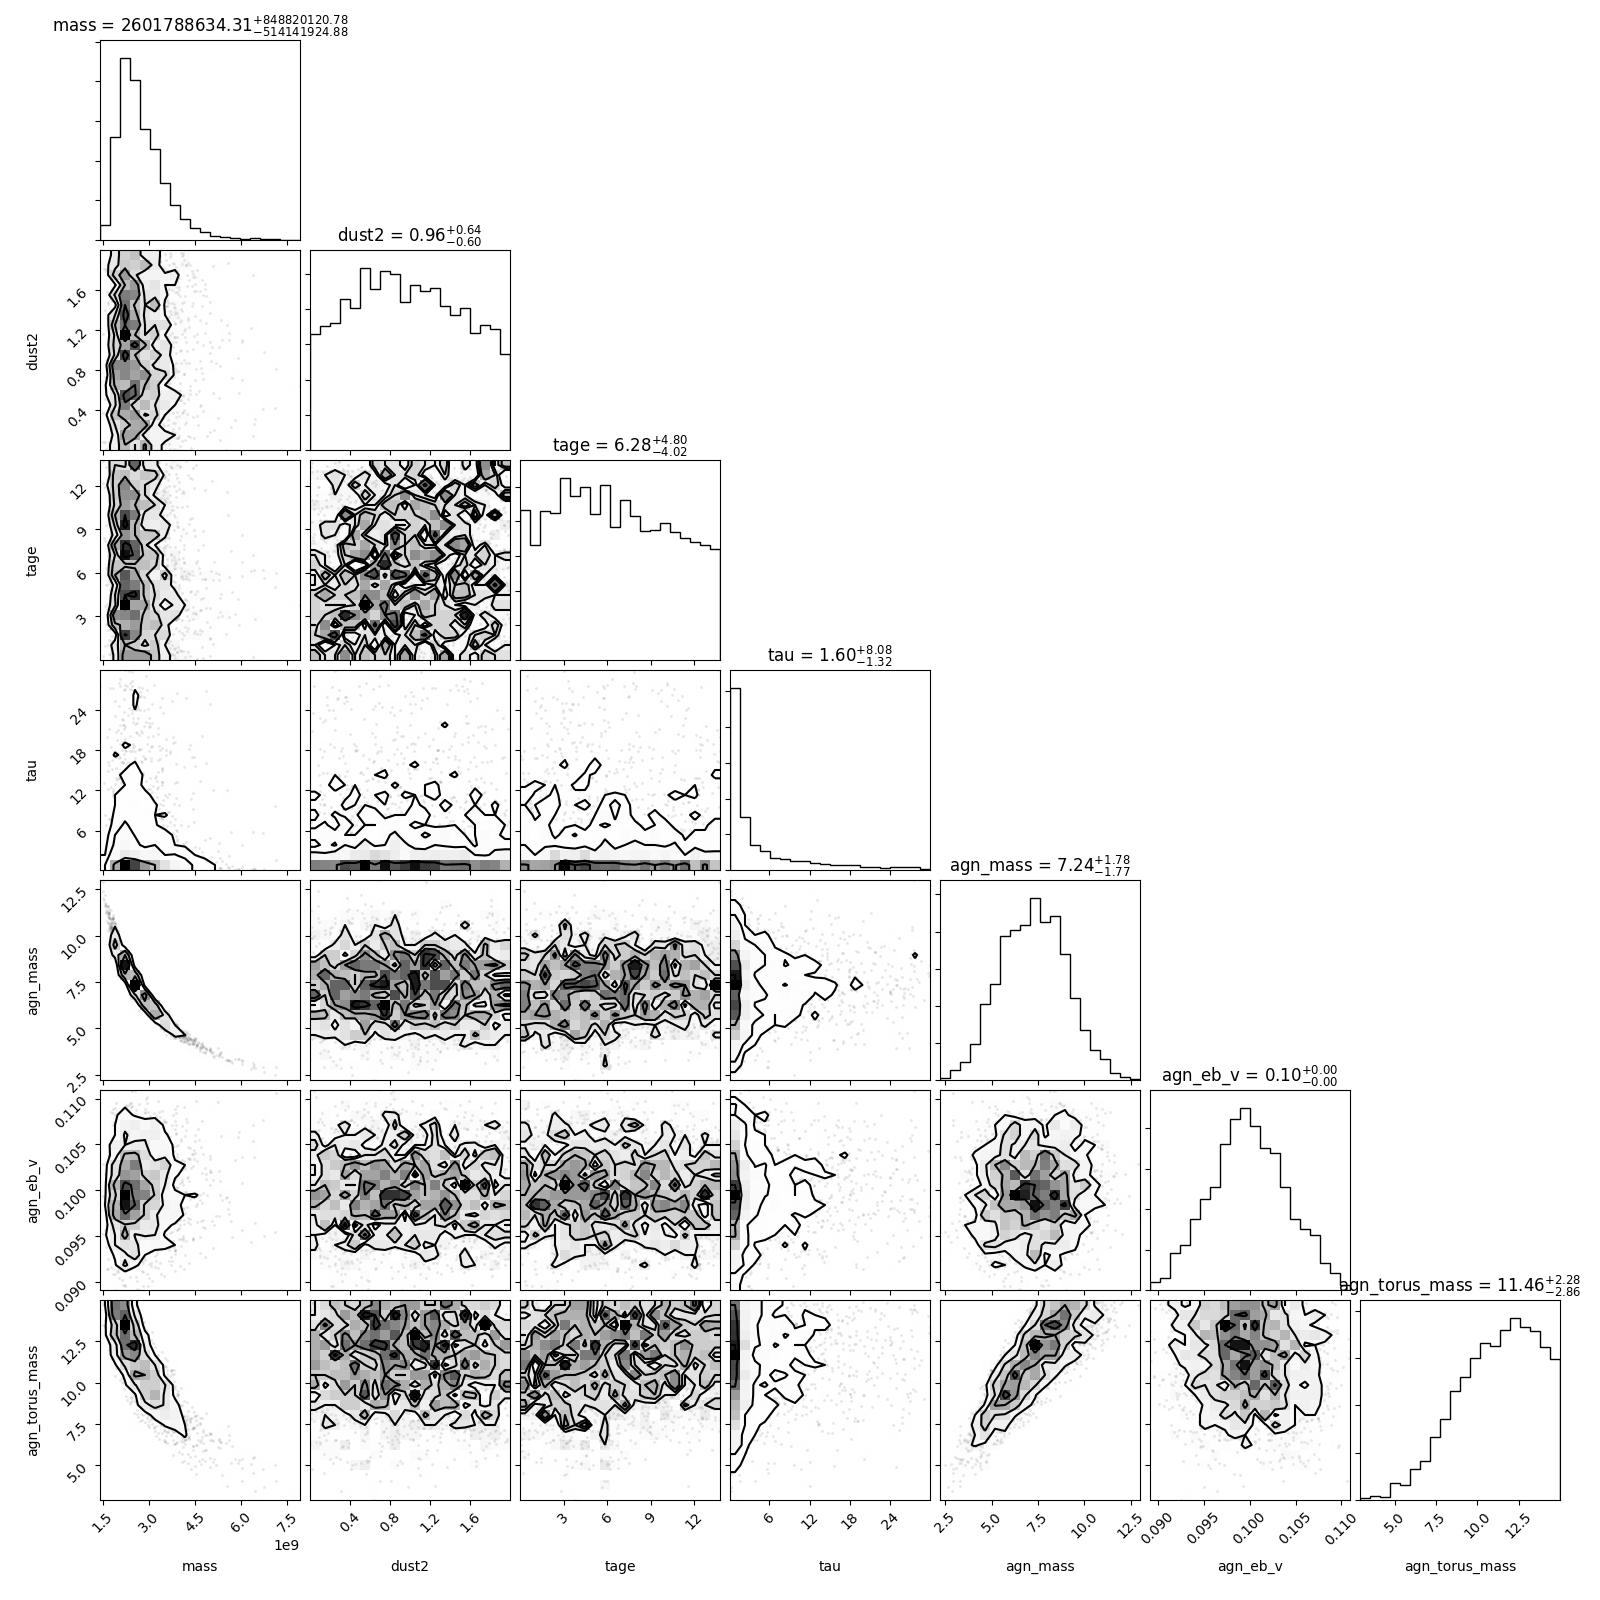 mass = 2601788634.31+848820120.78 −514141924.88
dust2 = 0.96+0.64 −0.60
1.6
1.2
0.8
0.4
dust2
tage = 6.28+4.80 −4.02
12
9
6
3
tage
tau = 1.60+8.08 −1.32
24
18
12
6
tau
agn_mass = 7.24+1.78 −1.77
12.5
10.0
7.5
5.0
2.5
agn_mass
agn_eb_v = 0.10+0.00 −0.00
0.110
0.105
0.100
0.095
0.090
agn_eb_v
agn_torus_mass = 11.46+2.28 −2.86
12.5
10.0
7.5
5.0
agn_torus_mass
1.5 3.0 4.5 6.0 7.5 0.4 0.8 1.2 1.6 3 6 9 12 6 12 18 24 2.5 5.0 7.5 10.0 12.5 0.090 0.095 0.100 0.105 0.110 5.0 7.5 10.0 12.5
1e9
mass dust2 tage tau agn_mass agn_eb_v agn_torus_mass